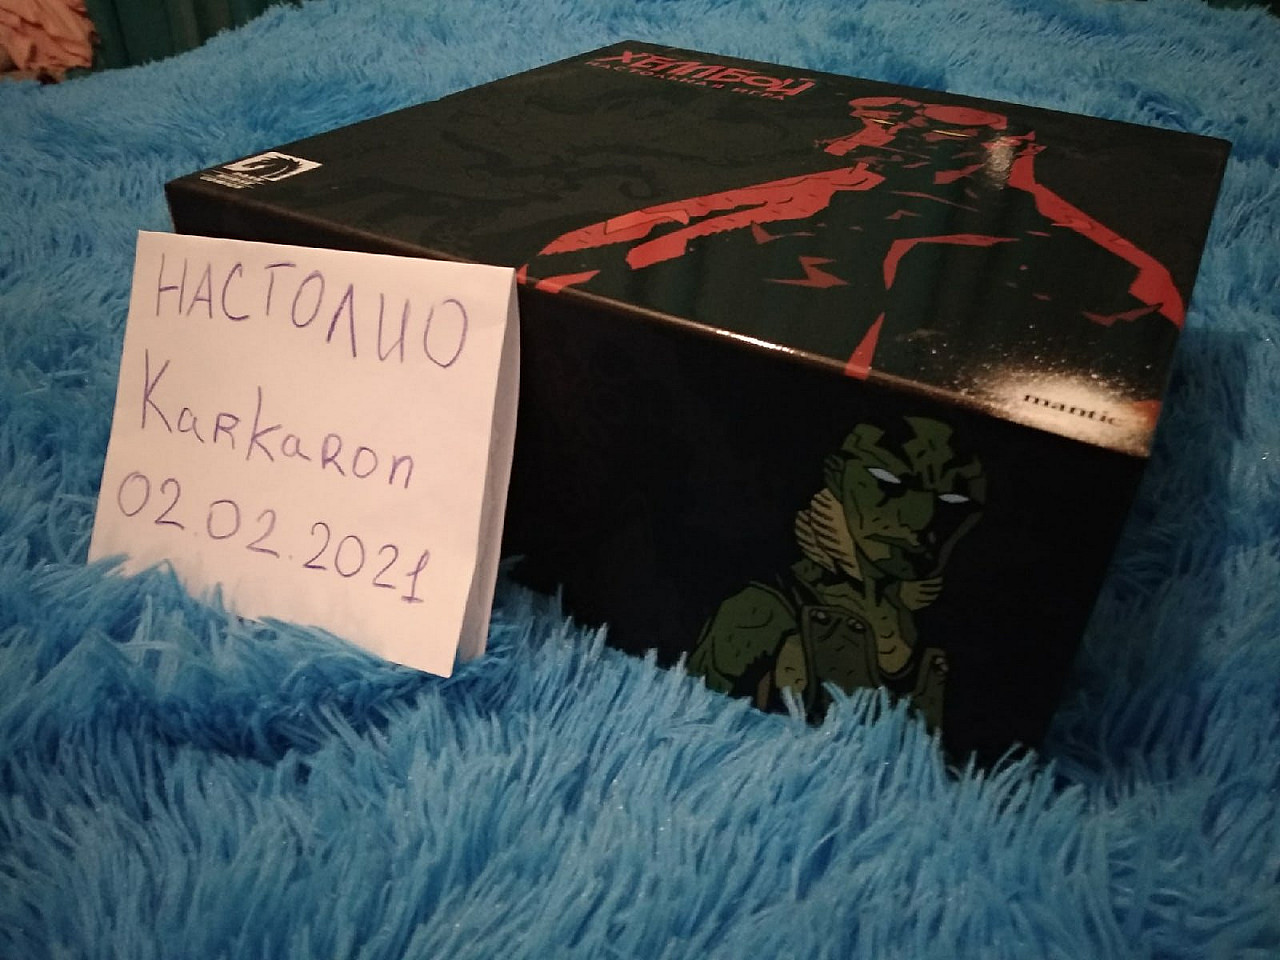 ХЕЛЛБОЙ
НАСТОЛЬНАЯ ИГРА
mantic
НАСТОЛИО
Karkaron
02.02.2021